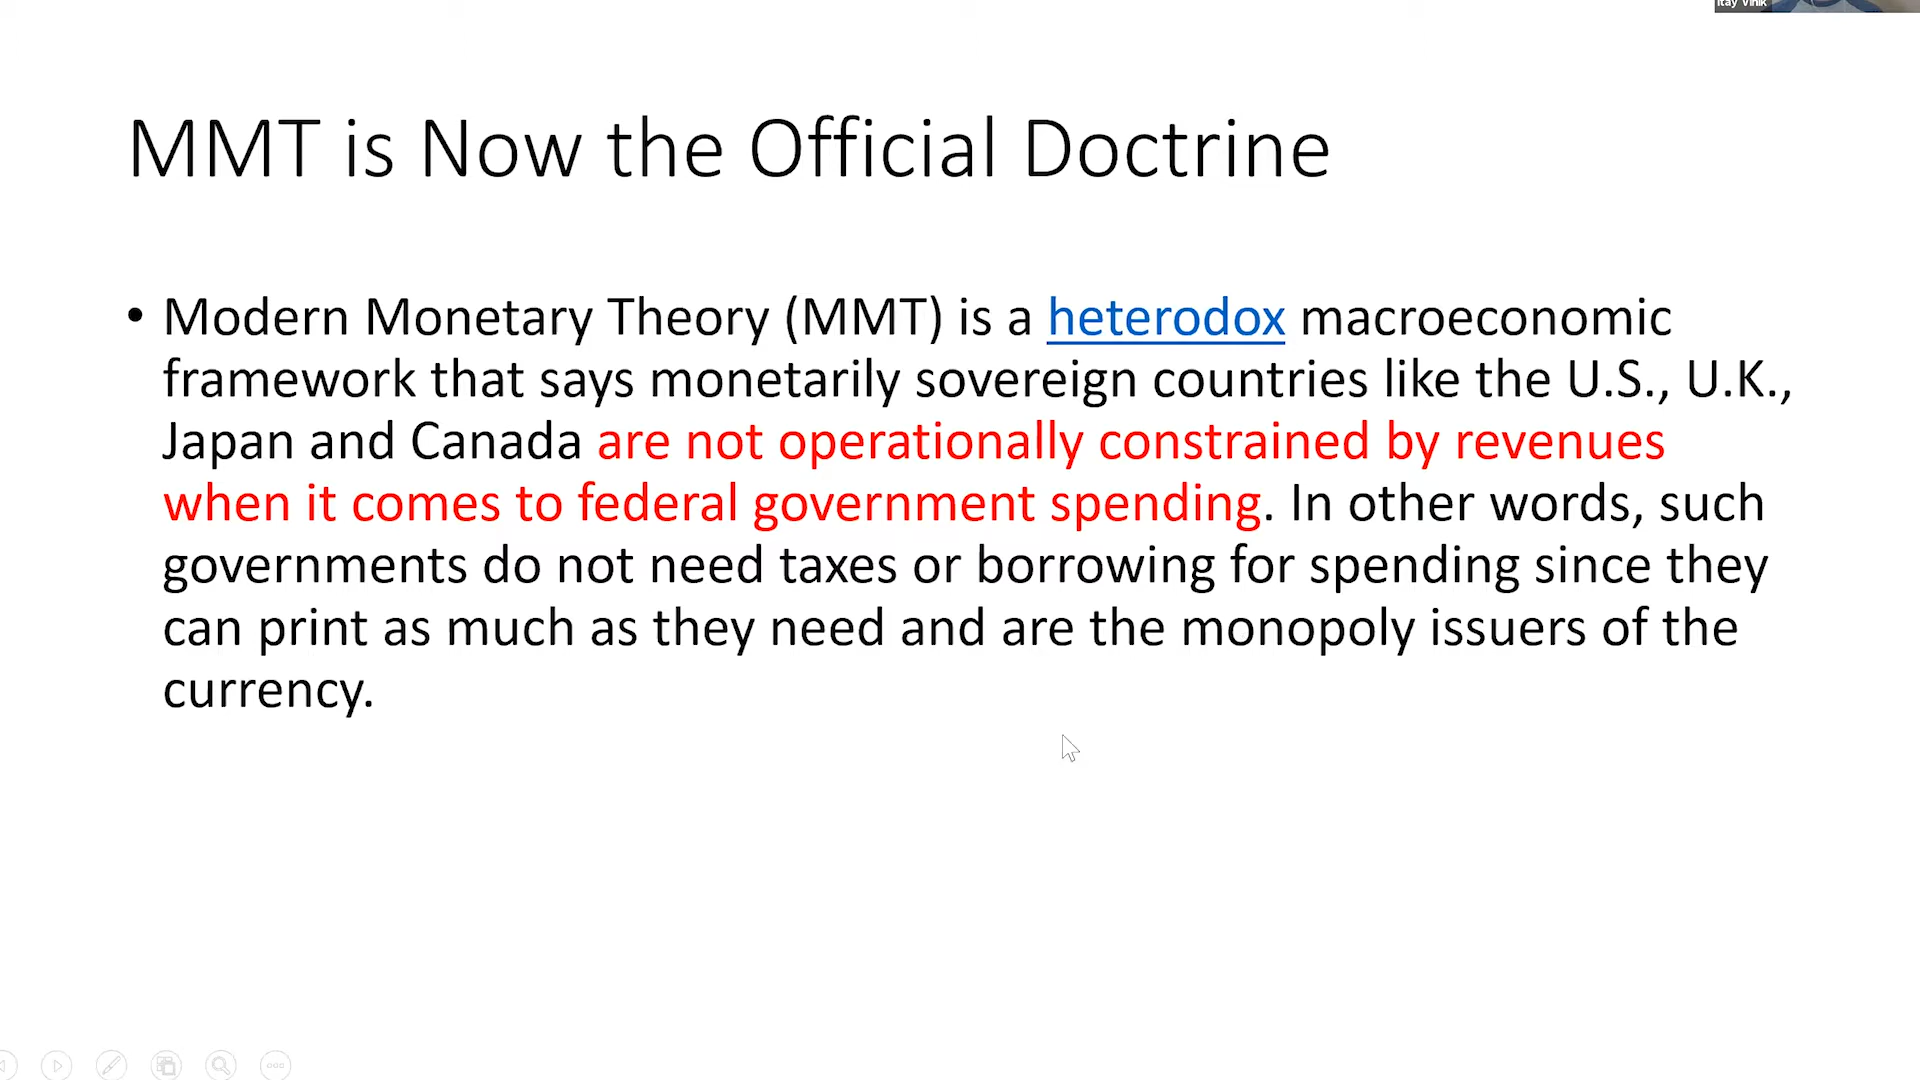 Itay Vinik
MMT is Now the Official Doctrine
• Modern Monetary Theory (MMT) is a heterodox macroeconomic
framework that says monetarily sovereign countries like the U.S., U.K.,
Japan and Canada are not operationally constrained by revenues
when it comes to federal government spending. In other words, such
governments do not need taxes or borrowing for spending since they
can print as much as they need and are the monopoly issuers of the
currency.